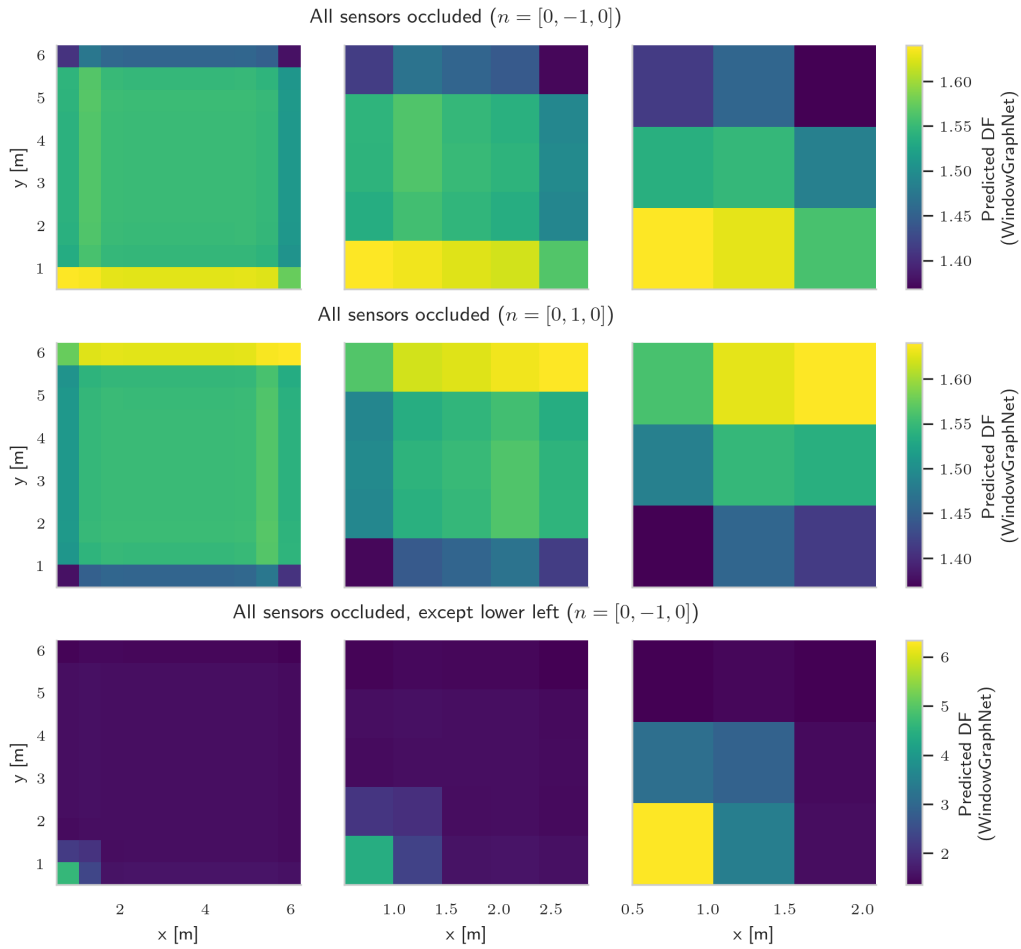 All sensors occluded (n = [0, −1, 0])
6
5
4
3
2
1
y [m]
1.60
1.55
1.50
1.45
1.40
Predicted DF
(WindowGraphNet)
All sensors occluded (n = [0, 1, 0])
6
5
4
3
2
1
y [m]
1.60
1.55
1.50
1.45
1.40
Predicted DF
(WindowGraphNet)
All sensors occluded, except lower left (n = [0, −1, 0])
6
5
4
3
2
1
y [m]
6
5
4
3
2
Predicted DF
(WindowGraphNet)
2 4 6
1.0 1.5 2.0 2.5
0.5 1.0 1.5 2.0
x [m] x [m] x [m]